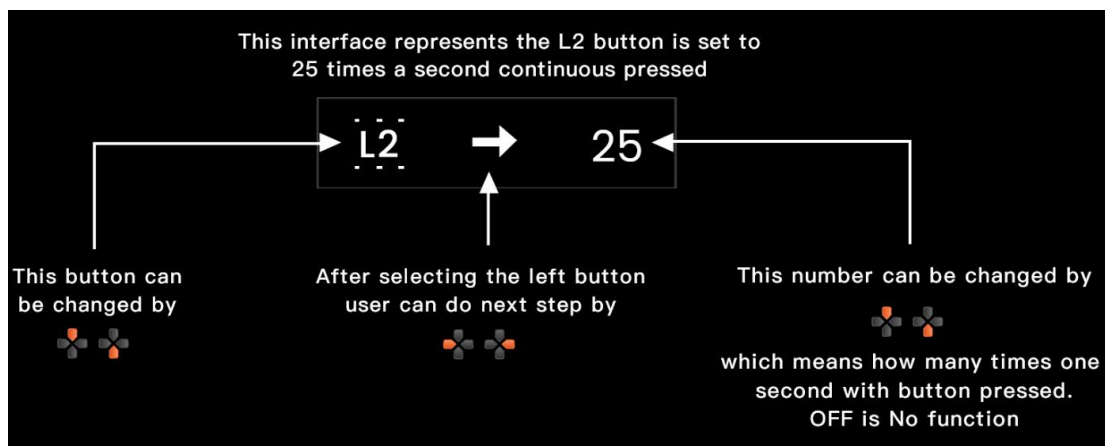 This interface represents the L2 button is set to
25 times a second continuous pressed
L2
25
This button can
be changed by
After selecting the left button
user can do next step by
This number can be changed by
which means how many times one
second with button pressed.
OFF is No function